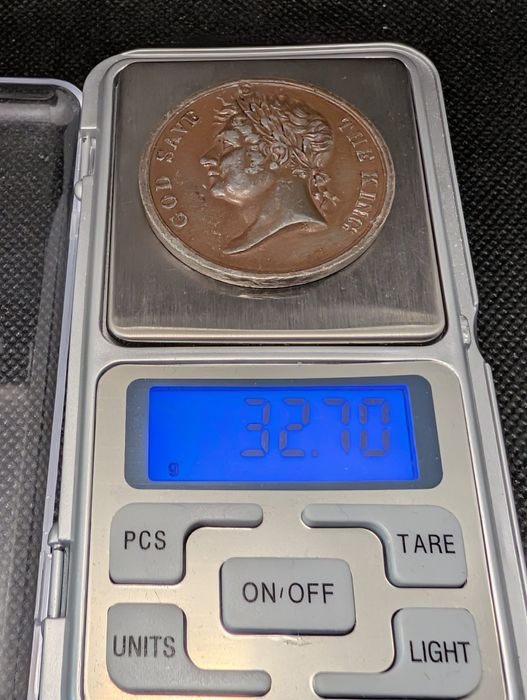 GOD SAVE THE KING
32.70
g
PCS
TARE
ON/OFF
UNITS
LIGHT